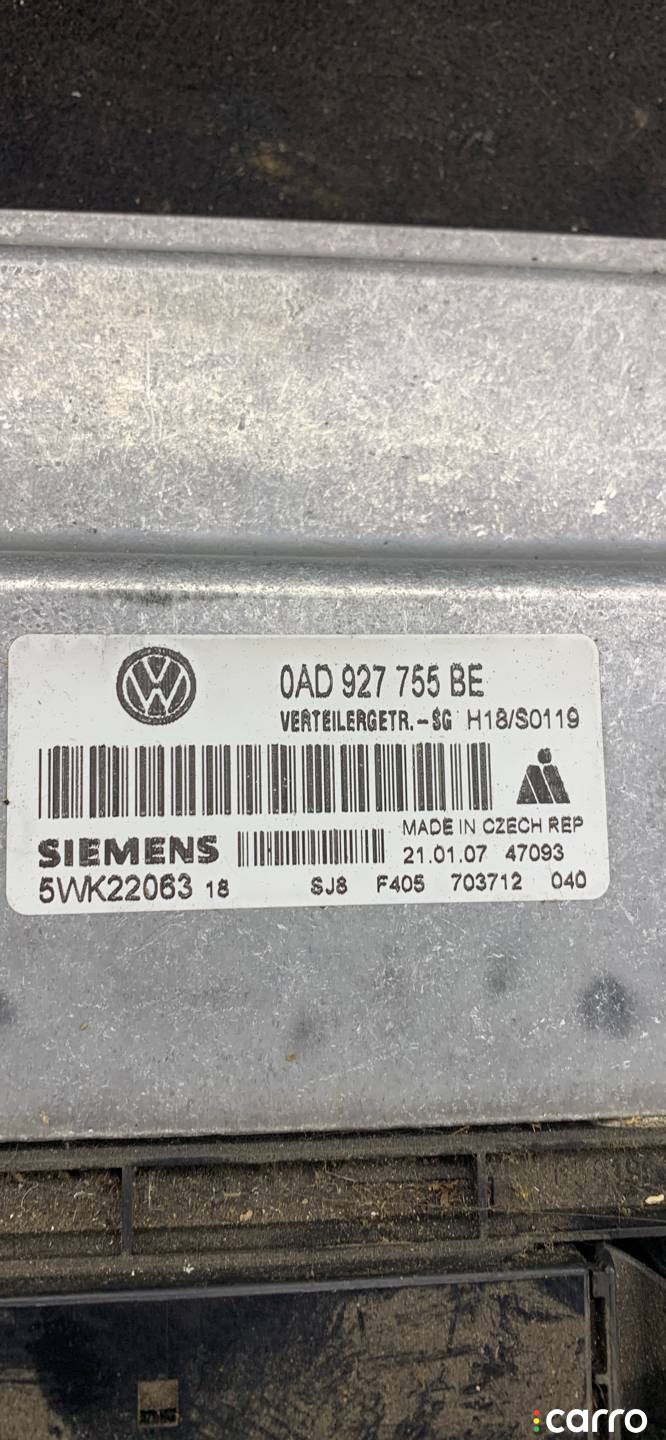 0AD 927 755 BE
VERTEILERGETR.-SG H18/S0119
MADE IN CZECH REP
SIEMENS 21.01.07 47093
5WK22063 18 SJ8 F405 703712 040
carro